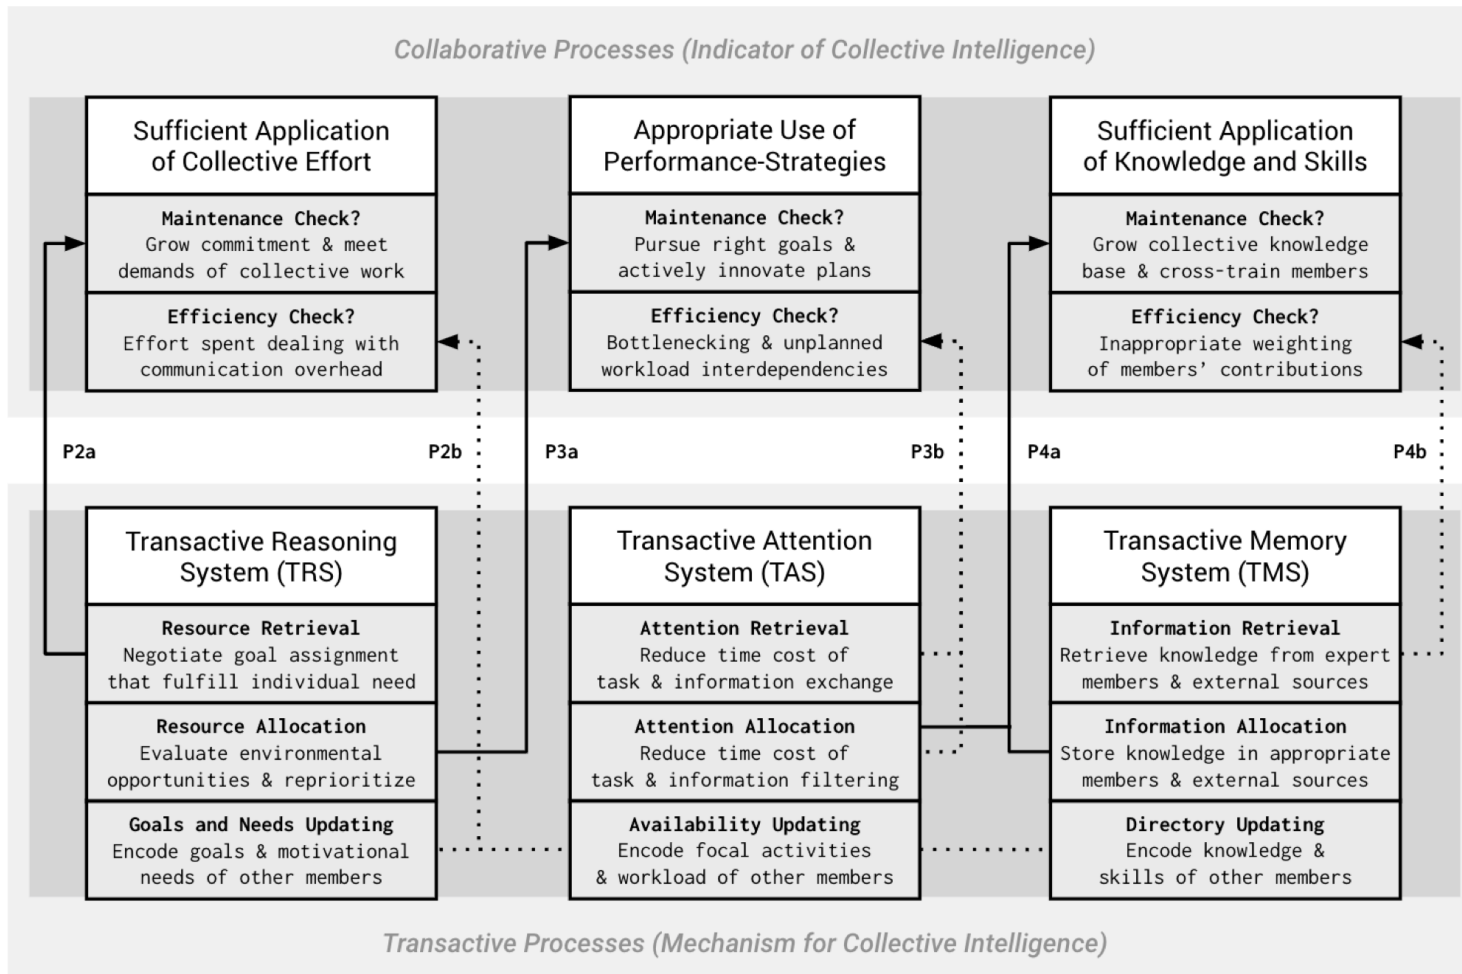 Collaborative Processes (Indicator of Collective Intelligence)
Sufficient Application
of Collective Effort
Maintenance Check?
Grow commitment & meet
demands of collective work
Efficiency Check?
Effort spent dealing with
communication overhead
Appropriate Use of
Performance-Strategies
Maintenance Check?
Pursue right goals &
actively innovate plans
Efficiency Check?
Bottlenecking & unplanned
workload interdependencies
Sufficient Application
of Knowledge and Skills
Maintenance Check?
Grow collective knowledge
base & cross-train members
Efficiency Check?
Inappropriate weighting
of members' contributions
P2a
P2b
P3a
P3b
P4a
P4b
Transactive Reasoning
System (TRS)
Resource Retrieval
Negotiate goal assignment
that fulfill individual need
Resource Allocation
Evaluate environmental
opportunities & reprioritize
Goals and Needs Updating
Encode goals & motivational
needs of other members
Transactive Attention
System (TAS)
Attention Retrieval
Reduce time cost of
task & information exchange
Attention Allocation
Reduce time cost of
task & information filtering
Availability Updating
Encode focal activities
& workload of other members
Transactive Memory
System (TMS)
Information Retrieval
Retrieve knowledge from expert
members & external sources
Information Allocation
Store knowledge in appropriate
members & external sources
Directory Updating
Encode knowledge &
skills of other members
Transactive Processes (Mechanism for Collective Intelligence)